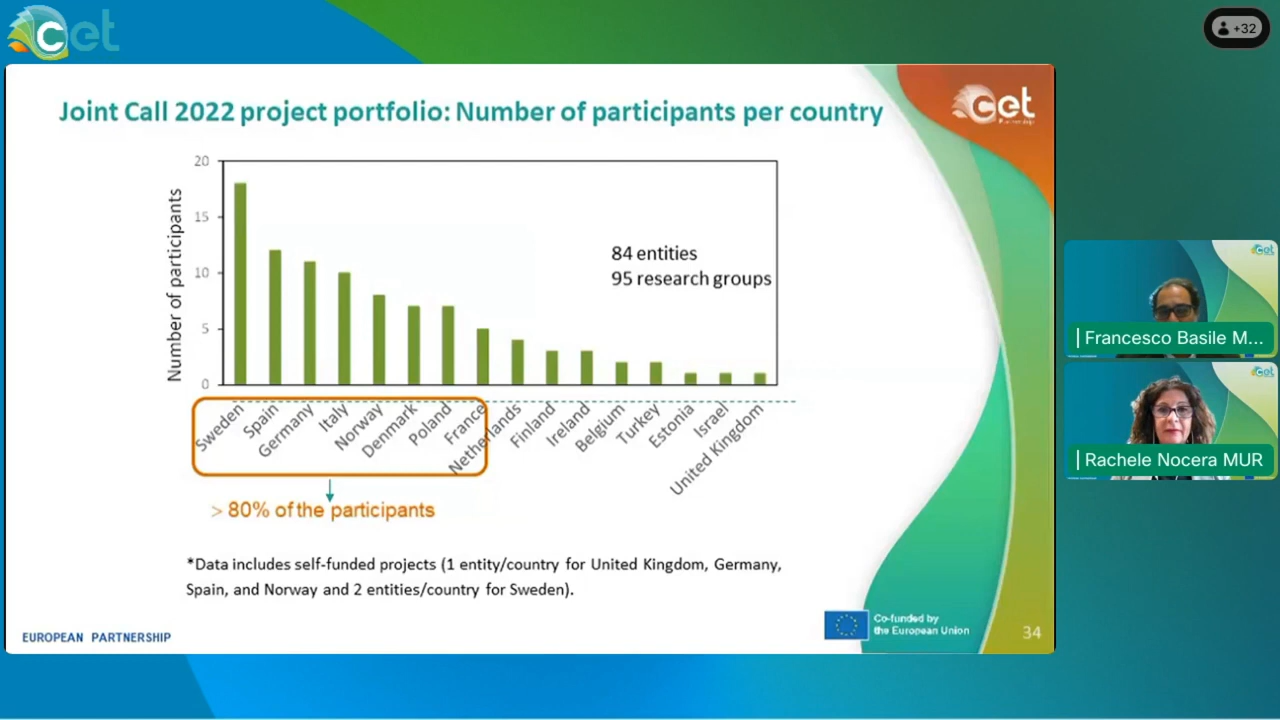 cet
+32
Joint Call 2022 project portfolio: Number of participants per country
cet
Partnership
Number of participants
20
15
10
5
0
84 entities
95 research groups
Sweden
Spain
Germany
Italy
Norway
Denmark
Poland
France
Netherlands
Finland
Ireland
Belgium
Turkey
Estonia
Israel
United Kingdom
> 80% of the participants
*Data includes self-funded projects (1 entity/country for United Kingdom, Germany,
Spain, and Norway and 2 entities/country for Sweden).
EUROPEAN PARTNERSHIP
Co-funded by
the European Union
34
cet
Francesco Basile M...
cet
Rachele Nocera MUR